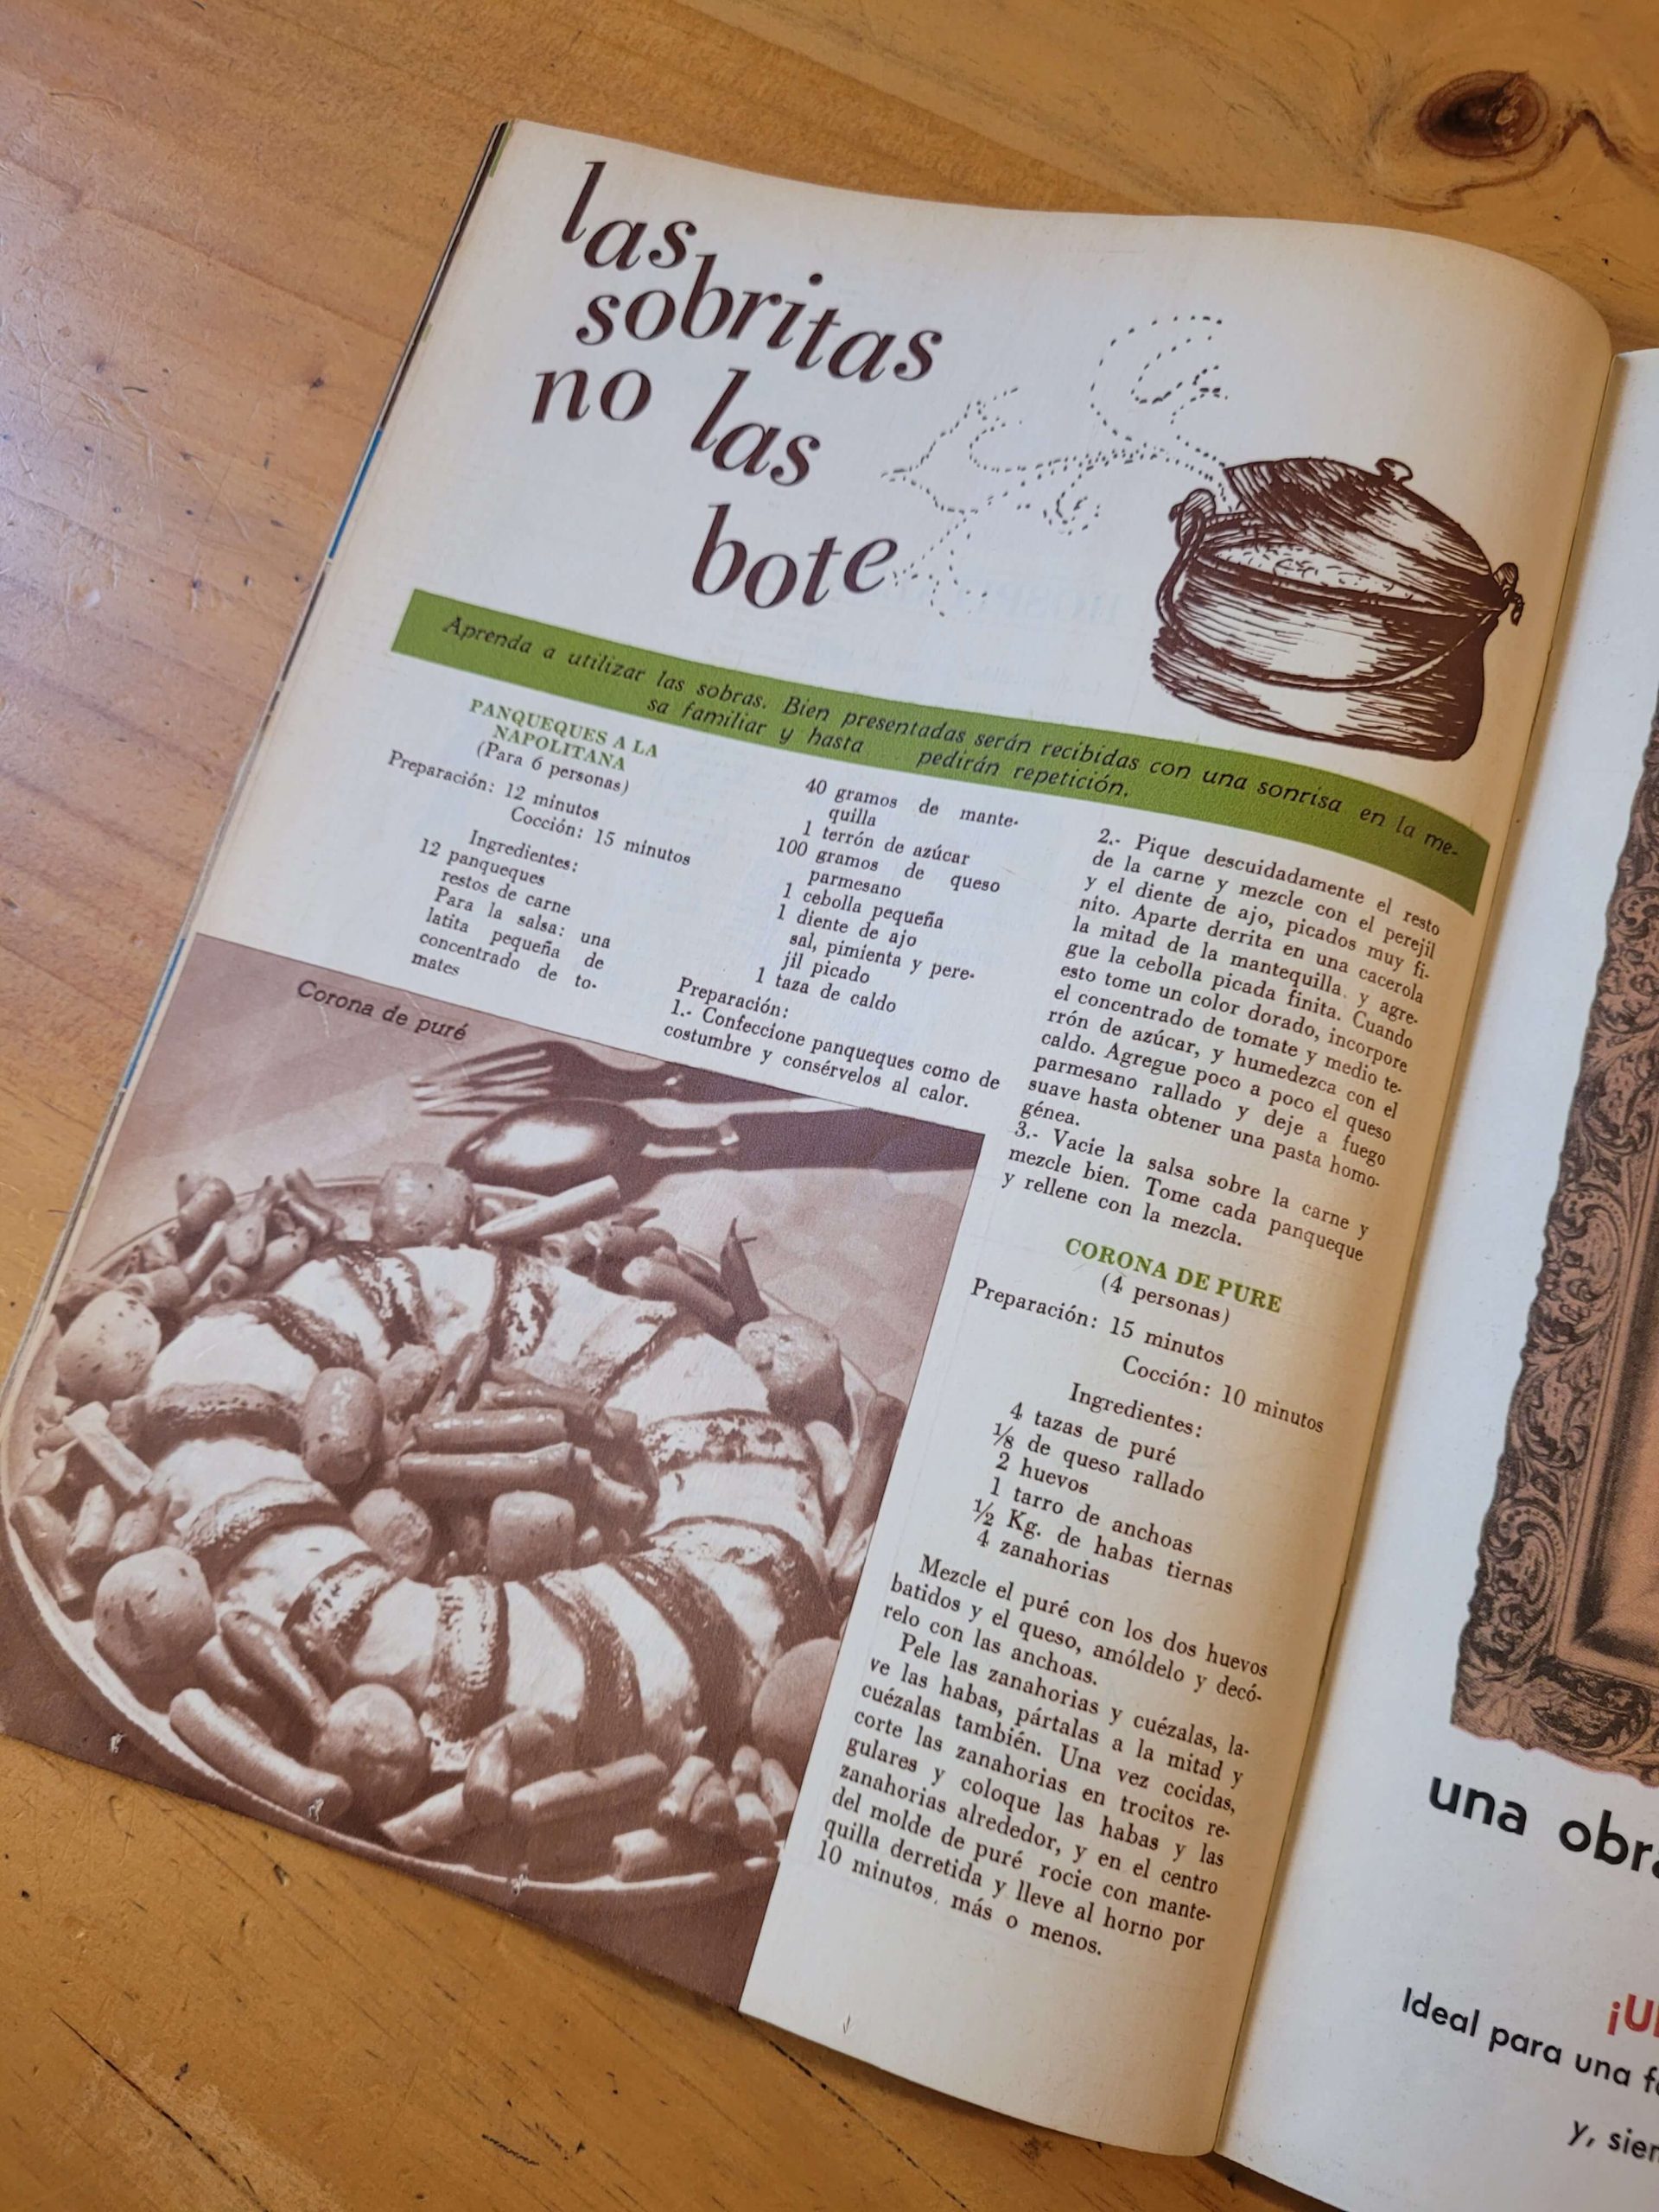 las
sobritas
no las
bote
Aprenda a utilizar las sobras. Bien presentadas serán recibidas con una sonrisa en la me-
sa familiar y hasta pedirán repetición.
PANQUEQUES A LA
NAPOLITANA
(Para 6 personas)
Preparación: 12 minutos
Cocción: 15 minutos
Ingredientes:
12 panqueques
restos de carne
Para la salsa: una
latita pequeña de
concentrado de to-
mates
40 gramos de mante-
quilla
1 terrón de azúcar
100 gramos de queso
parmesano
1 cebolla pequeña
1 diente de ajo
sal, pimienta y pere-
jil picado
1 taza de caldo
Preparación:
1.- Confeccione panqueques como de
costumbre y consérvelos al calor.
2.- Pique descuidadamente el resto
de la carne y mezcle con el perejil
y el diente de ajo, picados muy fi-
nito. Aparte derrita en una cacerola
la mitad de la mantequilla y agre-
gue la cebolla picada finita. Cuando
esto tome un color dorado, incorpore
el concentrado de tomate y medio te-
rrón de azúcar, y humedezca con el
caldo. Agregue poco a poco el queso
parmesano rallado y deje a fuego
suave hasta obtener una pasta homo-
génea.
3.- Vacie la salsa sobre la carne y
mezcle bien. Tome cada panqueque
y rellene con la mezcla.
CORONA DE PURE
(4 personas)
Preparación: 15 minutos
Cocción: 10 minutos
Ingredientes:
4 tazas de puré
⅛ de queso rallado
2 huevos
1 tarro de anchoas
½ Kg. de habas tiernas
4 zanahorias
Mezcle el puré con los dos huevos
batidos y el queso, amóldelo y decó-
relo con las anchoas.
Pele las zanahorias y cuézalas, la-
ve las habas, pártalas a la mitad y
cuézalas también. Una vez cocidas,
corte las zanahorias en trocitos re-
gulares y coloque las habas y las
zanahorias alrededor, y en el centro
del molde de puré rocie con mante-
quilla derretida y lleve al horno por
10 minutos, más o menos.
Corona de puré
una obra
¡U
Ideal para una
y, sien